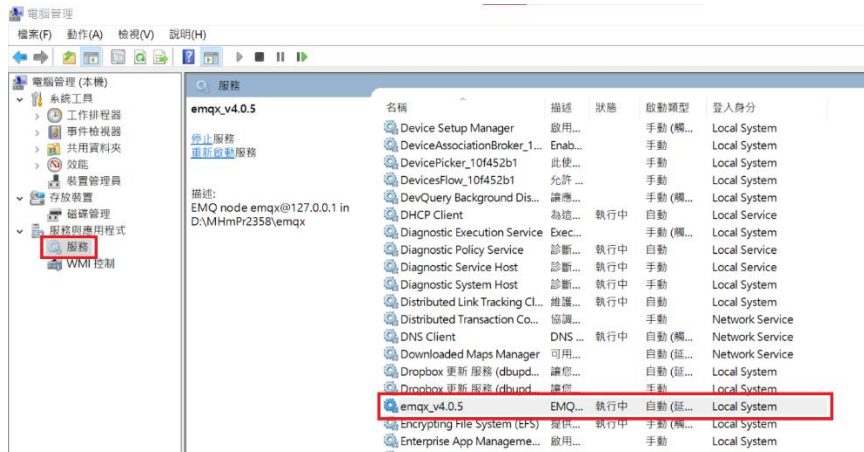 電腦管理
檔案(F) 動作(A) 檢視(V) 說明(H)
電腦管理 (本機)
系統工具
工作排程器
事件檢視器
共用資料夾
效能
裝置管理員
存放裝置
磁碟管理
服務與應用程式
服務
WMI 控制
服務
emqx_v4.0.5
停止服務
重新啟動服務
描述:
EMQ node emqx@127.0.0.1 in
D:\MHmPr2358\emqx
名稱 描述 狀態 啟動類型 登入身分
Device Setup Manager 啟用... 手動 (觸... Local System
DeviceAssociationBroker_1... Enab... 手動 Local System
DevicePicker_10f452b1 此使... 手動 Local System
DevicesFlow_10f452b1 允許 ... 手動 Local System
DevQuery Background Dis... 讓應... 手動 (觸... Local System
DHCP Client 為這... 執行中 自動 Local Service
Diagnostic Execution Service Exec... 手動 (觸... Local System
Diagnostic Policy Service 診斷... 執行中 自動 Local Service
Diagnostic Service Host 診斷... 執行中 手動 Local Service
Diagnostic System Host 診斷... 執行中 手動 Local System
Distributed Link Tracking Cl... 維護... 執行中 自動 Local System
Distributed Transaction Co... 協調... 手動 Network Service
DNS Client DNS ... 執行中 自動 (觸... Network Service
Downloaded Maps Manager 可用... 自動 (延... Network Service
Dropbox 更新 服務 (dbupd... 讓您... 自動 (延... Local System
Dropbox 更新 服務 (dbupd... 讓您... 手動 Local System
emqx_v4.0.5 EMQ... 執行中 自動 (延... Local System
Encrypting File System (EFS) 提供... 執行中 手動 (觸... Local System
Enterprise App Manageme... 啟用... 手動 Local System